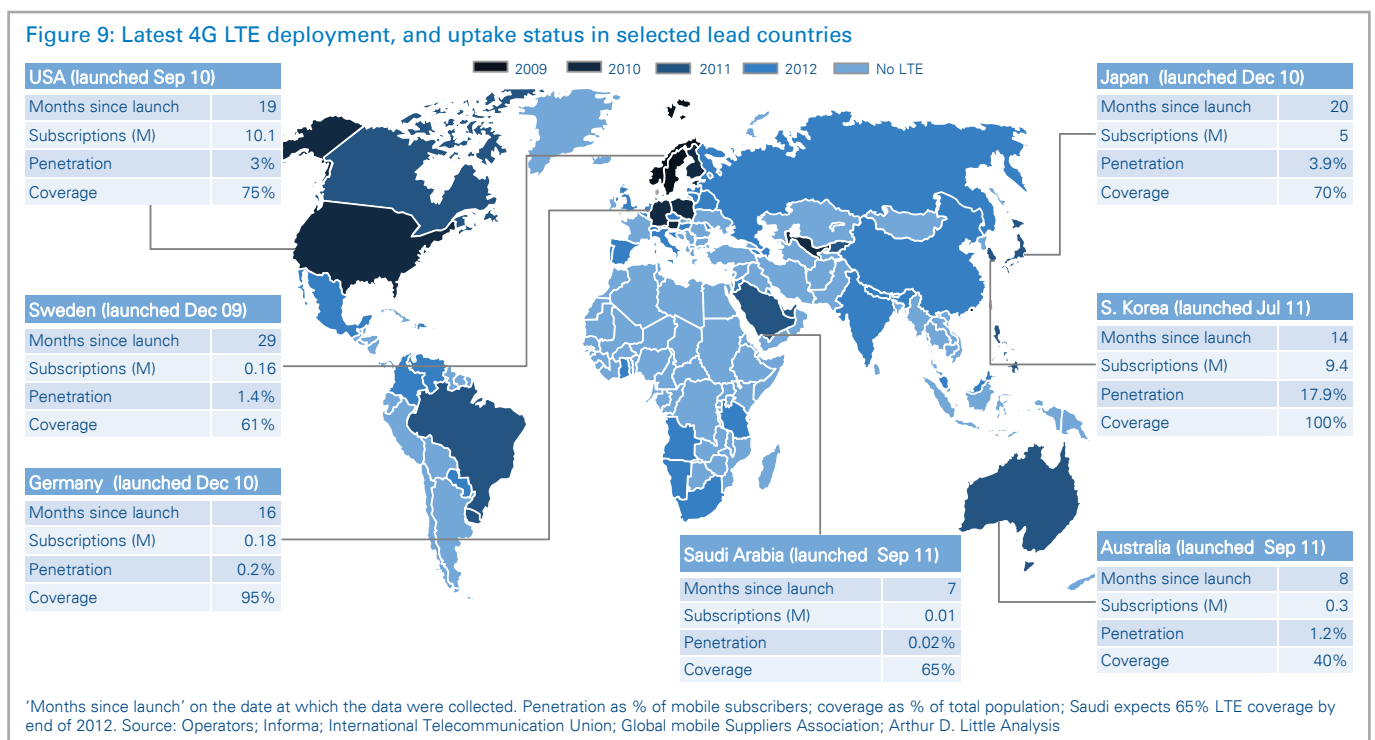 Figure 9: Latest 4G LTE deployment, and uptake status in selected lead countries
2009 2010 2011 2012 No LTE
USA (launched Sep 10)
Months since launch 19
Subscriptions (M) 10.1
Penetration 3%
Coverage 75%
Sweden (launched Dec 09)
Months since launch 29
Subscriptions (M) 0.16
Penetration 1.4%
Coverage 61%
Germany (launched Dec 10)
Months since launch 16
Subscriptions (M) 0.18
Penetration 0.2%
Coverage 95%
Japan (launched Dec 10)
Months since launch 20
Subscriptions (M) 5
Penetration 3.9%
Coverage 70%
S. Korea (launched Jul 11)
Months since launch 14
Subscriptions (M) 9.4
Penetration 17.9%
Coverage 100%
Saudi Arabia (launched Sep 11)
Months since launch 7
Subscriptions (M) 0.01
Penetration 0.02%
Coverage 65%
Australia (launched Sep 11)
Months since launch 8
Subscriptions (M) 0.3
Penetration 1.2%
Coverage 40%
‘Months since launch’ on the date at which the data were collected. Penetration as % of mobile subscribers; coverage as % of total population; Saudi expects 65% LTE coverage by
end of 2012. Source: Operators; Informa; International Telecommunication Union; Global mobile Suppliers Association; Arthur D. Little Analysis